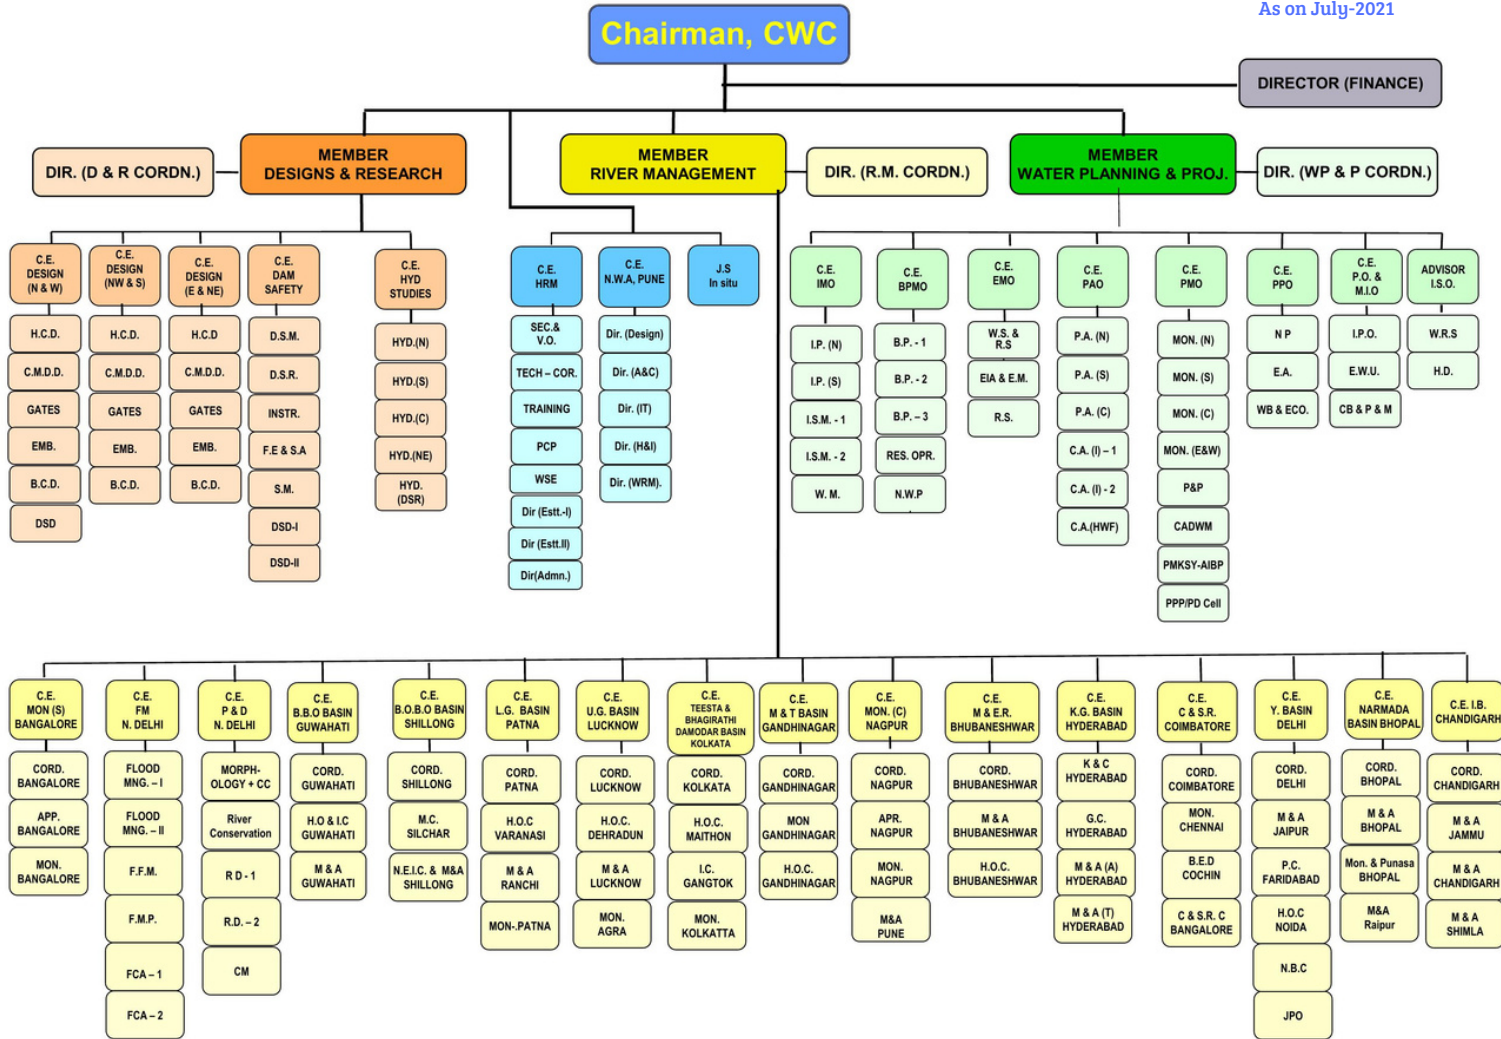 As on July-2021
Chairman, CWC
DIRECTOR (FINANCE)
DIR. (D & R CORDN.)
MEMBER
DESIGNS & RESEARCH
MEMBER
RIVER MANAGEMENT
DIR. (R.M. CORDN.)
MEMBER
WATER PLANNING & PROJ.
DIR. (WP & P CORDN.)
C.E.
DESIGN
(N & W)
H.C.D.
C.M.D.D.
GATES
EMB.
B.C.D.
DSD
C.E.
DESIGN
(NW & S)
H.C.D.
C.M.D.D.
GATES
EMB.
B.C.D.
C.E.
DESIGN
(E & NE)
H.C.D
C.M.D.D.
GATES
EMB.
B.C.D.
C.E.
DAM
SAFETY
D.S.M.
D.S.R.
INSTR.
F.E & S.A
S.M.
DSD-I
DSD-II
C.E.
HYD
STUDIES
HYD.(N)
HYD.(S)
HYD.(C)
HYD.(NE)
HYD.
(DSR)
C.E.
HRM
SEC.&
V.O.
TECH – COR.
TRAINING
PCP
WSE
Dir (Estt.-I)
Dir (Estt.II)
Dir(Admn.)
C.E.
N.W.A, PUNE
Dir. (Design)
Dir. (A&C)
Dir. (IT)
Dir. (H&I)
Dir. (WRM).
J.S
In situ
C.E.
IMO
I.P. (N)
I.P. (S)
I.S.M. - 1
I.S.M. - 2
W. M.
C.E.
BPMO
B.P. - 1
B.P. - 2
B.P. – 3
RES. OPR.
N.W.P
.
C.E.
EMO
W.S. &
R.S
EIA & E.M.
R.S.
C.E.
PAO
P.A. (N)
P.A. (S)
P.A. (C)
C.A. (I) – 1
C.A. (I) - 2
C.A.(HWF)
C.E.
PMO
MON. (N)
MON. (S)
MON. (C)
MON. (E&W)
P&P
CADWM
PMKSY-AIBP
PPP/PD Cell
C.E.
PPO
N P
E.A.
WB & ECO.
C.E.
P.O. &
M.I.O
I.P.O.
E.W.U.
CB & P & M
ADVISOR
I.S.O.
W.R.S
H.D.
C.E.
MON (S)
BANGALORE
CORD.
BANGALORE
APP.
BANGALORE
MON.
BANGALORE
C.E.
FM
N. DELHI
FLOOD
MNG. – I
FLOOD
MNG. – II
F.F.M.
F.M.P.
FCA – 1
FCA – 2
C.E.
P & D
N. DELHI
MORPH-
OLOGY + CC
River
Conservation
R D - 1
R.D. – 2
CM
C.E.
B.B.O BASIN
GUWAHATI
CORD.
GUWAHATI
H.O & I.C
GUWAHATI
M & A
GUWAHATI
C.E.
B.O.B.O BASIN
SHILLONG
CORD.
SHILLONG
M.C.
SILCHAR
N.E.I.C. & M&A
SHILLONG
C.E.
L.G. BASIN
PATNA
CORD.
PATNA
H.O.C
VARANASI
M & A
RANCHI
MON-.PATNA
C.E.
U.G. BASIN
LUCKNOW
CORD.
LUCKNOW
H.O.C.
DEHRADUN
M & A
LUCKNOW
MON.
AGRA
C.E.
TEESTA &
BHAGIRATHI
DAMODAR BASIN
KOLKATA
CORD.
KOLKATA
H.O.C.
MAITHON
I.C.
GANGTOK
MON.
KOLKATTA
C.E.
M & T BASIN
GANDHINAGAR
CORD.
GANDHINAGAR
MON
GANDHINAGAR
H.O.C.
GANDHINAGAR
C.E.
MON. (C)
NAGPUR
CORD.
NAGPUR
APR.
NAGPUR
MON.
NAGPUR
M&A
PUNE
C.E.
M & E.R.
BHUBANESHWAR
CORD.
BHUBANESHWAR
M & A
BHUBANESHWAR
H.O.C.
BHUBANESHWAR
C.E.
K.G. BASIN
HYDERABAD
K & C
HYDERABAD
G.C.
HYDERABAD
M & A (A)
HYDERABAD
M & A (T)
HYDERABAD
C.E.
C & S.R.
COIMBATORE
CORD.
COIMBATORE
MON.
CHENNAI
B.E.D
COCHIN
C & S.R. C
BANGALORE
C.E.
Y. BASIN
DELHI
CORD.
DELHI
M & A
JAIPUR
P.C.
FARIDABAD
H.O.C
NOIDA
N.B.C
JPO
C.E.
NARMADA
BASIN BHOPAL
CORD.
BHOPAL
M & A
BHOPAL
Mon. & Punasa
BHOPAL
M&A
Raipur
C.E. I.B.
CHANDIGARH
CORD.
CHANDIGARH
M & A
JAMMU
M & A
CHANDIGARH
M & A
SHIMLA